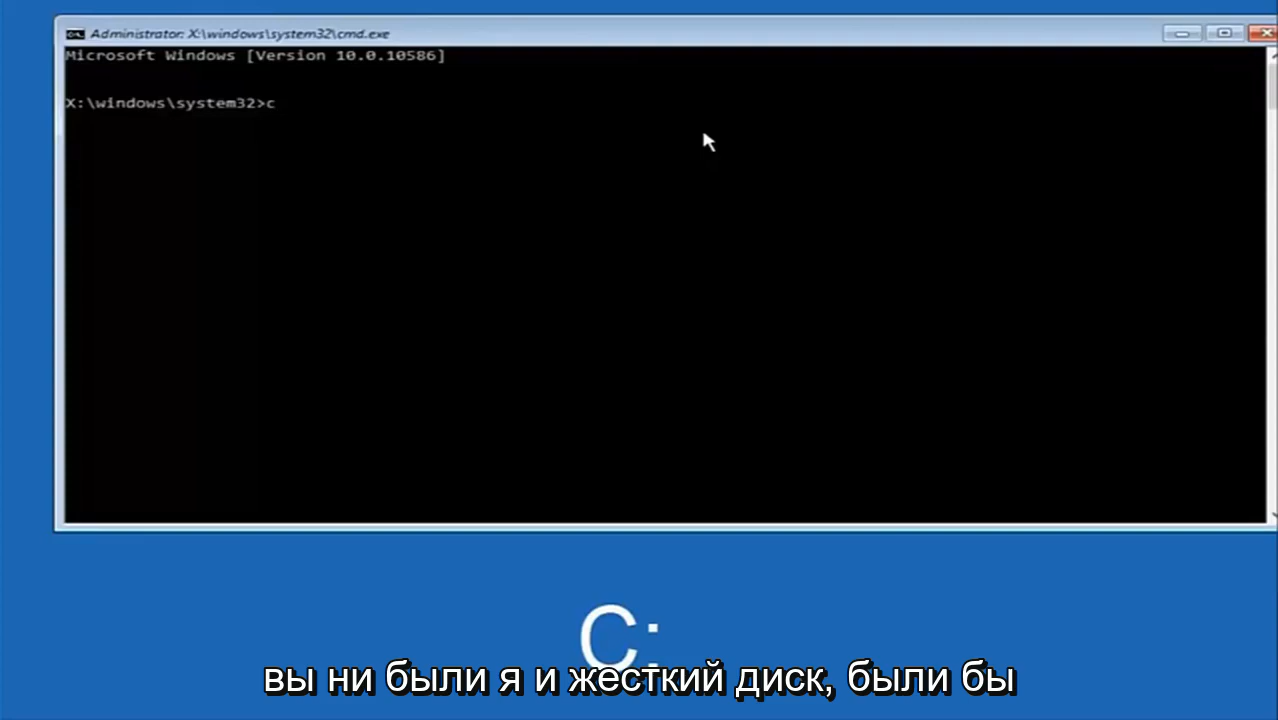 Administrator: X:\windows\system32\cmd.exe
Microsoft Windows [Version 10.0.10586]
X:\windows\system32>c
C:
вы ни были я и жесткий диск, были бы